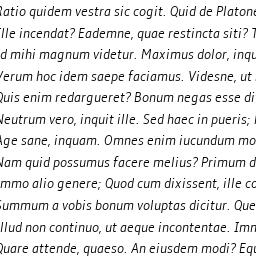 Ratio quidem vestra sic cogit. Quid de Platone
Ille incendat? Eademne, quae restincta siti? T
Id mihi magnum videtur. Maximus dolor, inqu
Verum hoc idem saepe faciamus. Videsne, ut
Quis enim redargueret? Bonum negas esse di
Neutrum vero, inquit ille. Sed haec in pueris;
Age sane, inquam. Omnes enim iucundum mo
Nam quid possumus facere melius? Primum d
Immo alio genere; Quod cum dixissent, ille co
Summum a vobis bonum voluptas dicitur. Que
Illud non continuo, ut aeque incontentae. Imm
Quare attende, quaeso. An eiusdem modi? Equ